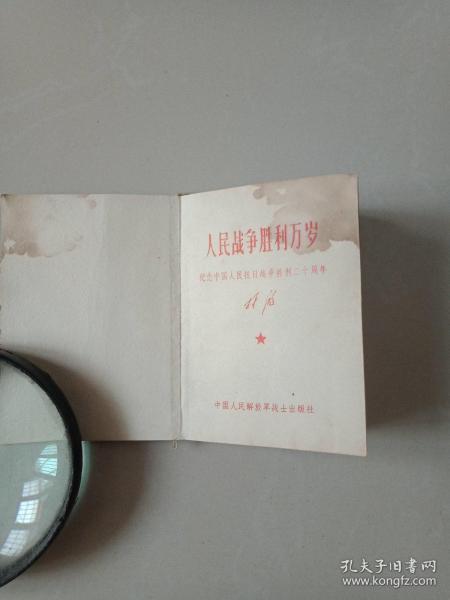 人民战争胜利万岁
纪念中国人民抗日战争胜利二十周年
林彪
中国人民解放军战士出版社
孔夫子旧书网
www.kongfz.com